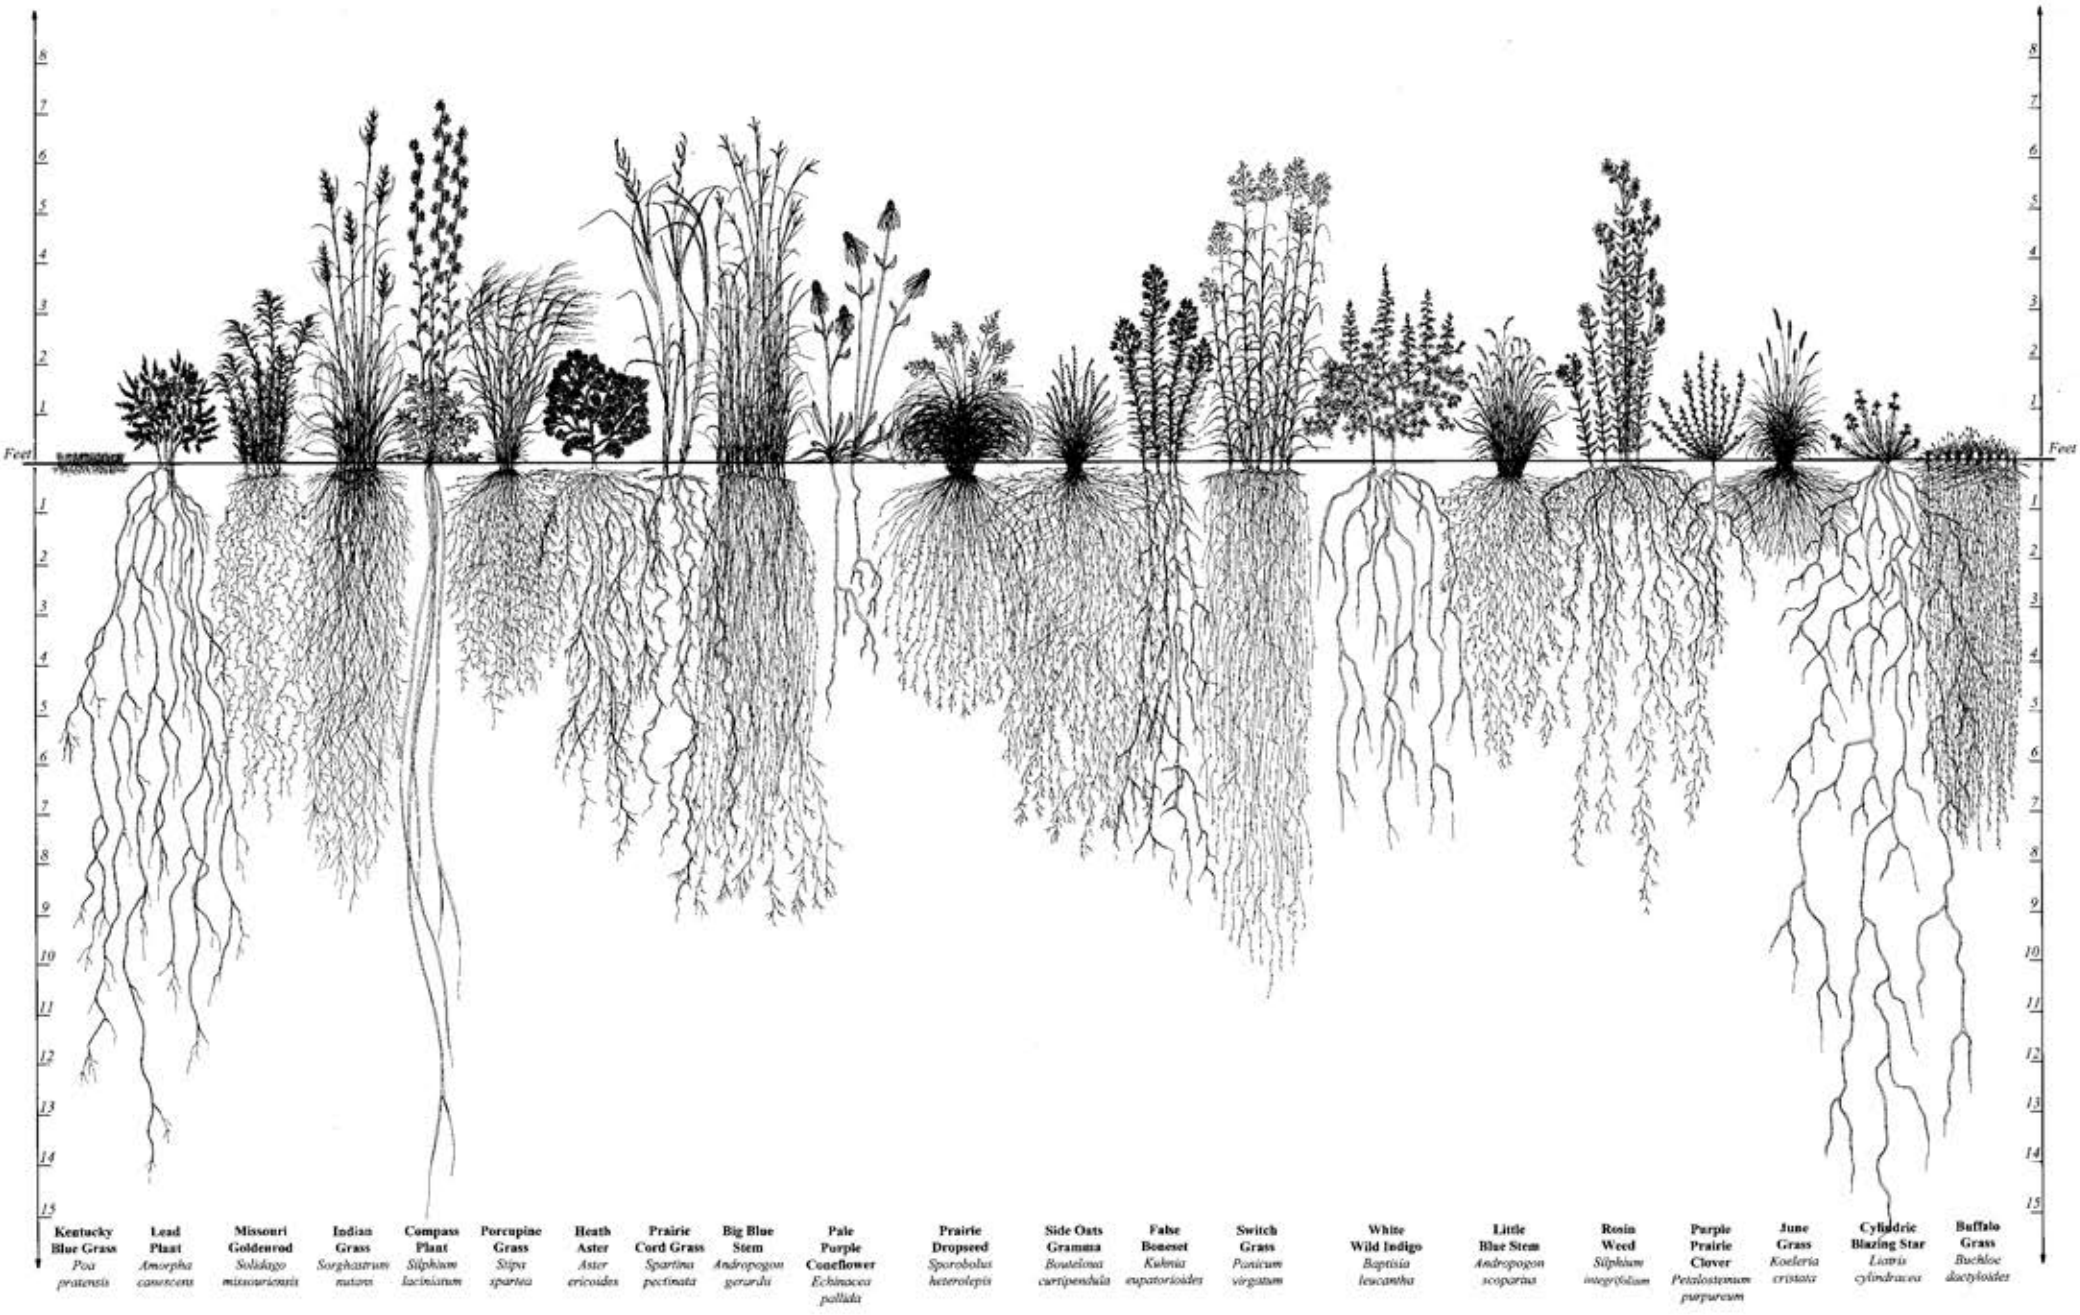 8
8
7
7
6
6
5
5
4
4
3
3
2
2
1
1
Feet
Feet
1
1
2
2
3
3
4
4
5
5
6
6
7
7
8
8
9
9
10
10
11
11
12
12
13
13
14
14
15
15
Kentucky
Blue Grass
Poa
pratensis
Lead
Plant
Amorpha
canescens
Missouri
Goldenrod
Solidago
missouriensis
Indian
Grass
Sorghastrum
nutans
Compass
Plant
Silphium
laciniatum
Porcupine
Grass
Stipa
spartea
Heath
Aster
Aster
ericoides
Prairie
Cord Grass
Spartina
pectinata
Big Blue
Stem
Andropogon
gerardii
Pale
Purple
Coneflower
Echinacea
pallida
Prairie
Dropseed
Sporobolus
heterolepis
Side Oats
Gramma
Bouteloua
curtipendula
False
Boneset
Kuhnia
eupatorioides
Switch
Grass
Panicum
virgatum
White
Wild Indigo
Baptisia
leucantha
Little
Blue Stem
Andropogon
scoparius
Rosin
Weed
Silphium
integrifolium
Purple
Prairie
Clover
Petalostemum
purpureum
June
Grass
Koeleria
cristata
Cylindric
Blazing Star
Liatris
cylindracea
Buffalo
Grass
Buchloe
dactyloides